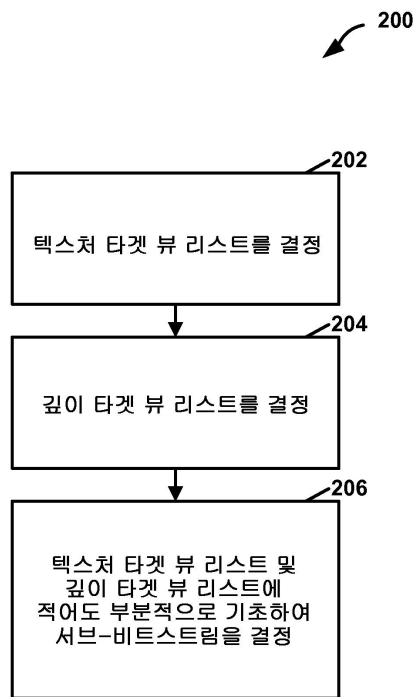 200
202
텍스처 타겟 뷰 리스트를 결정
204
깊이 타겟 뷰 리스트를 결정
206
텍스처 타겟 뷰 리스트 및
깊이 타겟 뷰 리스트에
적어도 부분적으로 기초하여
서브-비트스트림을 결정